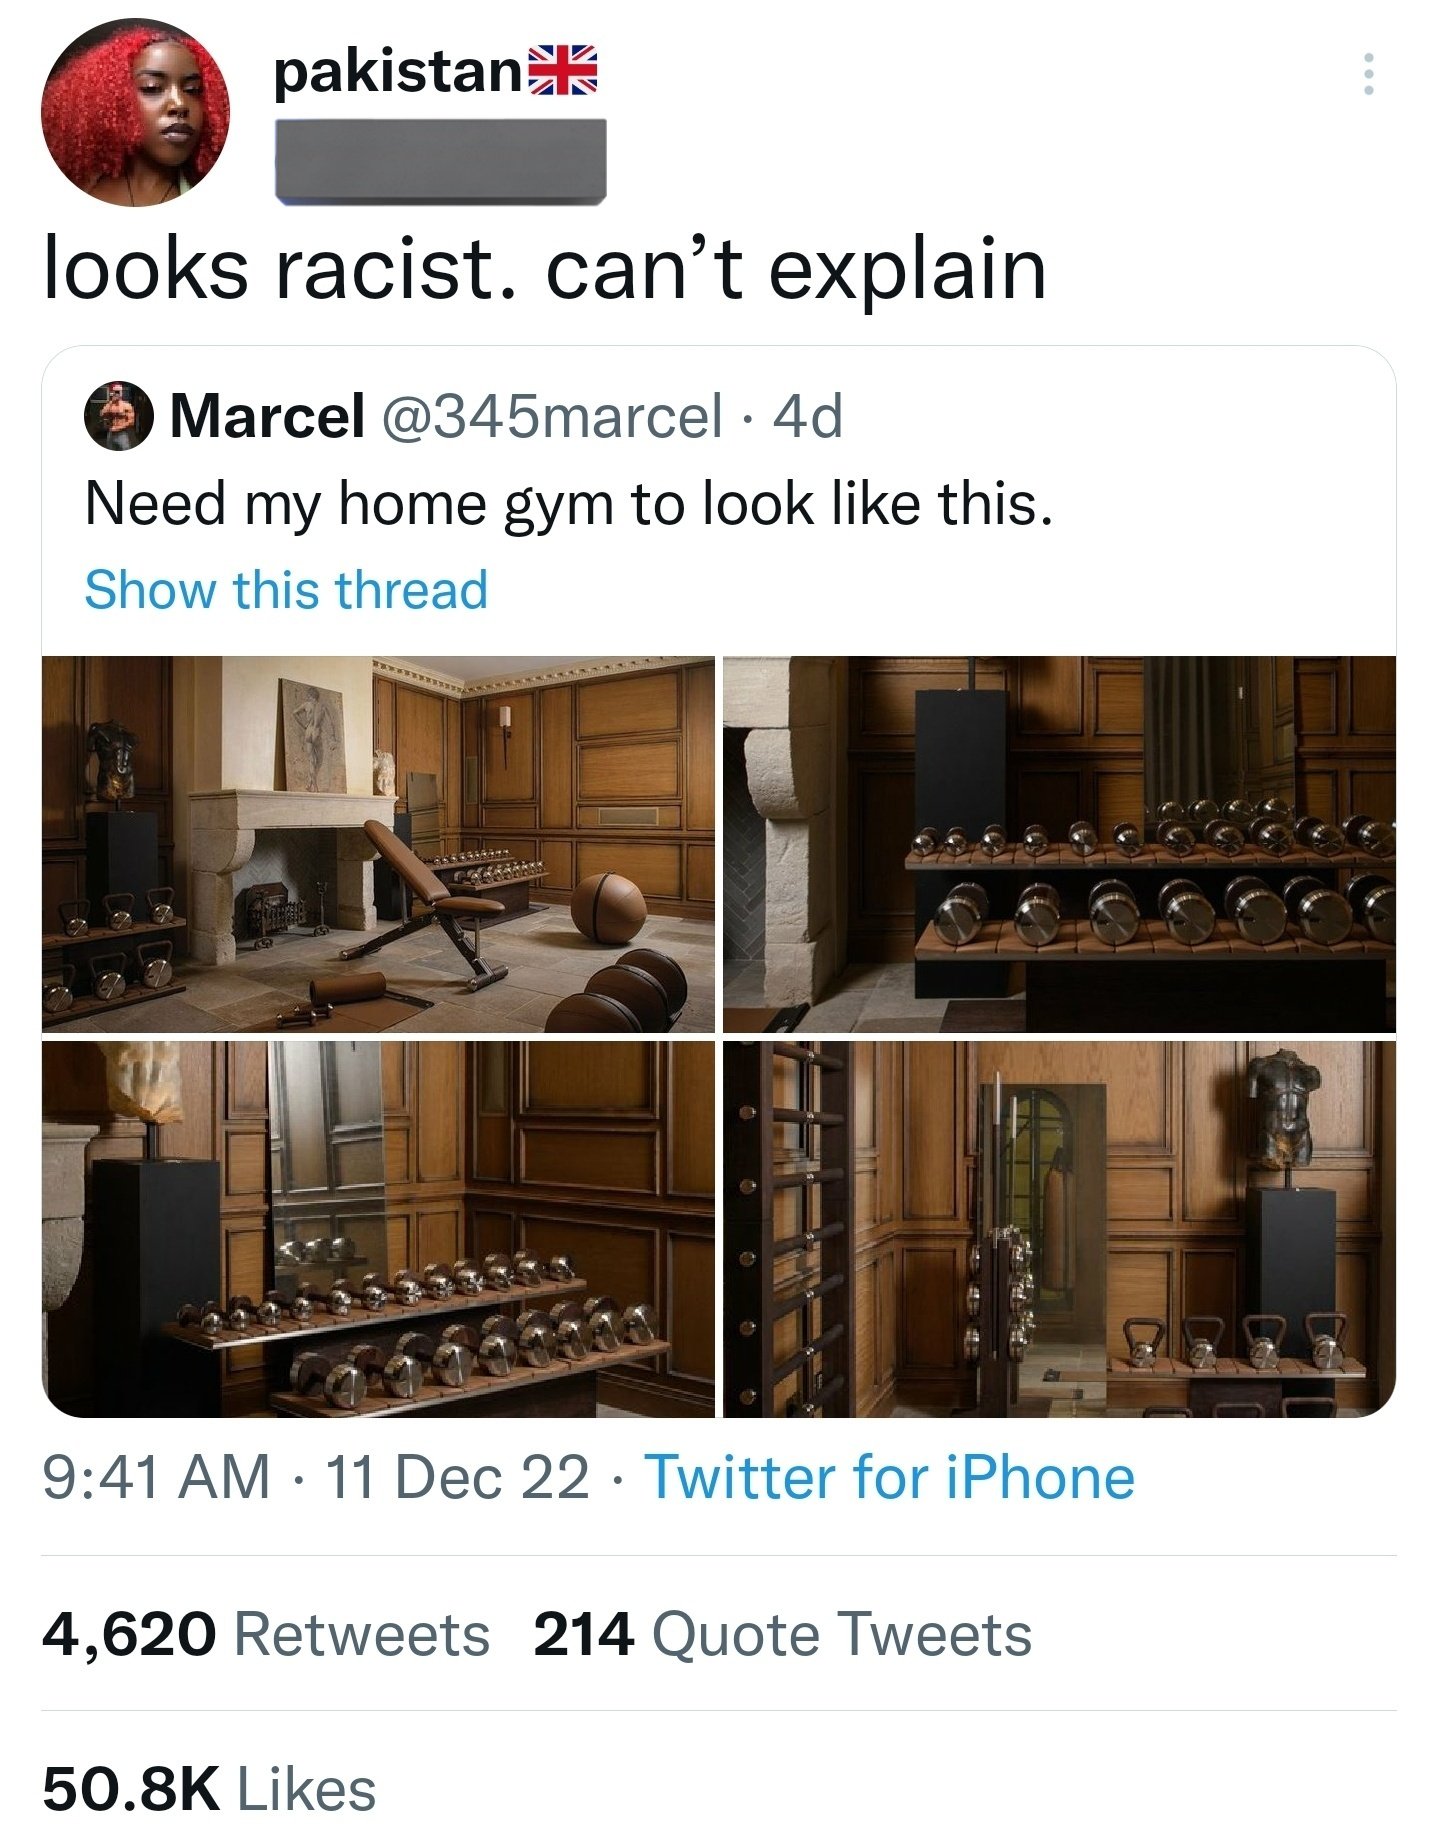 pakistan🇬🇧
looks racist. can’t explain
Marcel @345marcel · 4d
Need my home gym to look like this.
Show this thread
9:41 AM · 11 Dec 22 · Twitter for iPhone
4,620 Retweets 214 Quote Tweets
50.8K Likes